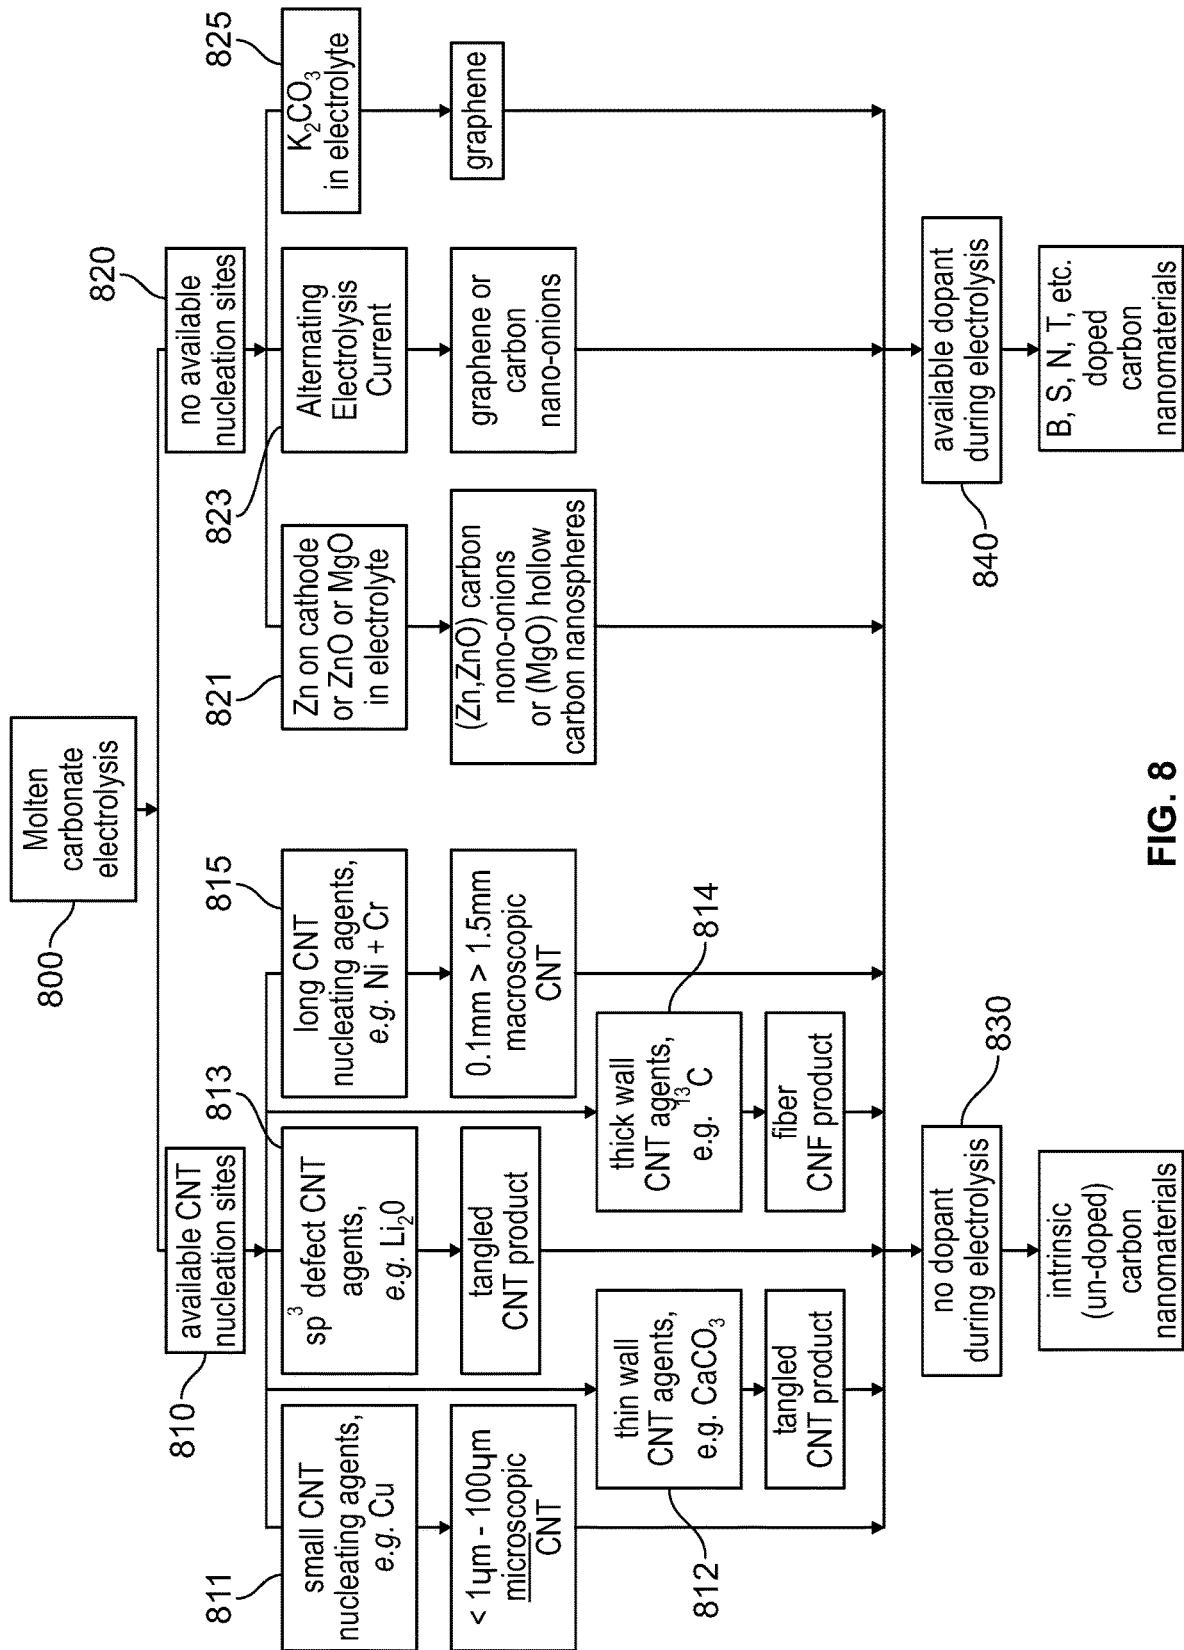 Molten
carbonate
electrolysis
800
810
available CNT
nucleation sites
820
no available
nucleation sites
811
small CNT
nucleating agents,
e.g. Cu
< 1µm - 100µm
microscopic
CNT
812
thin wall
CNT agents,
e.g. CaCO₃
tangled
CNT product
813
sp³ defect CNT
agents,
e.g. Li₂0
tangled
CNT product
814
thick wall
CNT agents,
e.g. ¹³C
fiber
CNF product
815
long CNT
nucleating agents,
e.g. Ni + Cr
0.1mm > 1.5mm
macroscopic
CNT
821
Zn on cathode
or ZnO or MgO
in electrolyte
(Zn,ZnO) carbon
nono-onions
or (MgO) hollow
carbon nanospheres
823
Alternating
Electrolysis
Current
graphene or
carbon
nano-onions
825
K₂CO₃
in electrolyte
graphene
830
no dopant
during electrolysis
intrinsic
(un-doped)
carbon
nanomaterials
840
available dopant
during electrolysis
B, S, N, T, etc.
doped
carbon
nanomaterials
FIG. 8